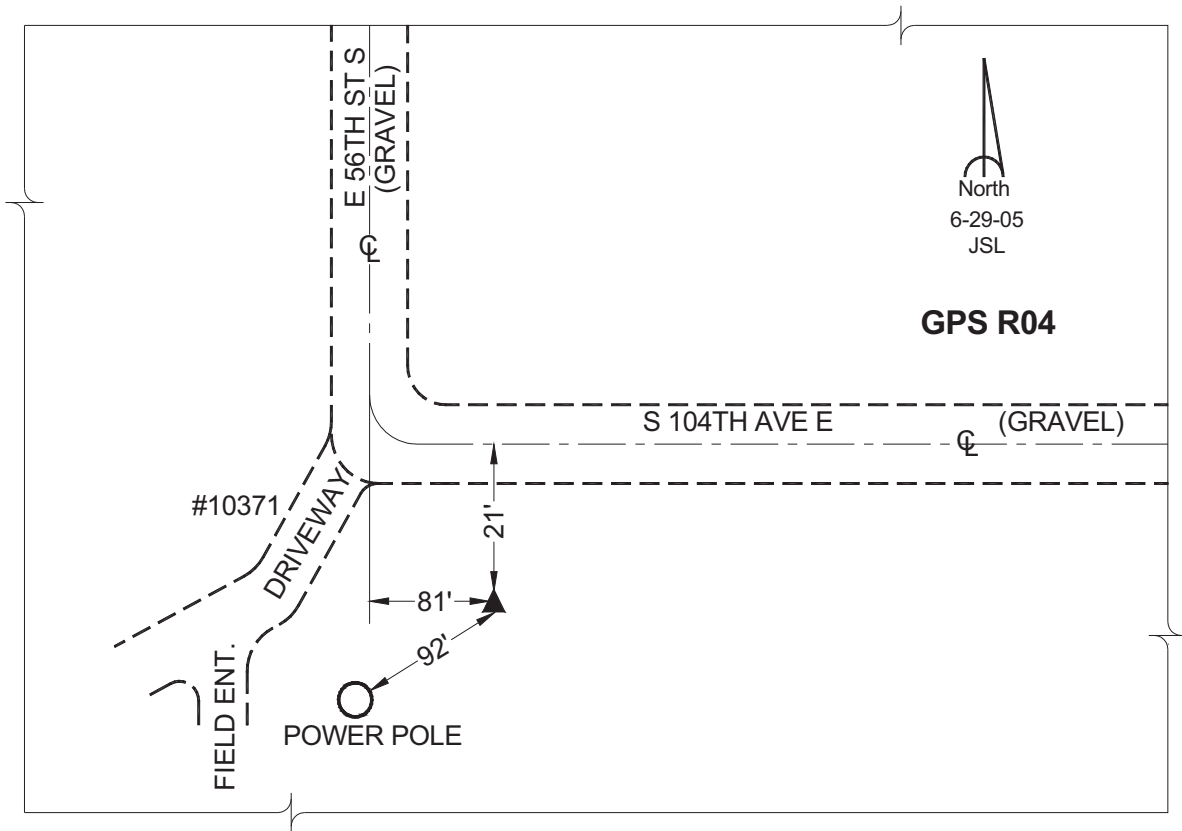 E 56TH ST S
(GRAVEL)
℄
North
6-29-05
JSL
GPS R04
S 104TH AVE E
℄
(GRAVEL)
#10371
DRIVEWAY
21'
81'
92'
FIELD ENT.
POWER POLE